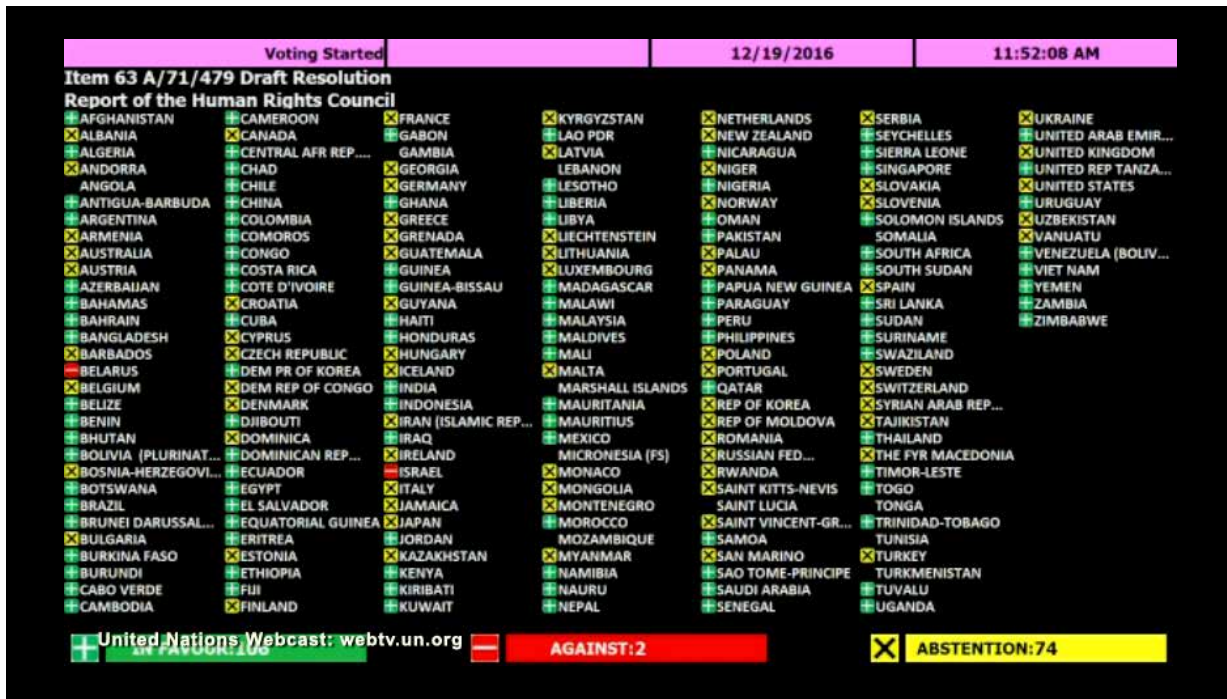 Voting Started
12/19/2016
11:52:08 AM
Item 63 A/71/479 Draft Resolution
Report of the Human Rights Council
AFGHANISTAN
ALBANIA
ALGERIA
ANDORRA
ANGOLA
ANTIGUA-BARBUDA
ARGENTINA
ARMENIA
AUSTRALIA
AUSTRIA
AZERBAIJAN
BAHAMAS
BAHRAIN
BANGLADESH
BARBADOS
BELARUS
BELGIUM
BELIZE
BENIN
BHUTAN
BOLIVIA (PLURINAT...
BOSNIA-HERZEGOVI...
BOTSWANA
BRAZIL
BRUNEI DARUSSAL...
BULGARIA
BURKINA FASO
BURUNDI
CABO VERDE
CAMBODIA
CAMEROON
CANADA
CENTRAL AFR REP....
CHAD
CHILE
CHINA
COLOMBIA
COMOROS
CONGO
COSTA RICA
COTE D'IVOIRE
CROATIA
CUBA
CYPRUS
CZECH REPUBLIC
DEM PR OF KOREA
DEM REP OF CONGO
DENMARK
DJIBOUTI
DOMINICA
DOMINICAN REP...
ECUADOR
EGYPT
EL SALVADOR
EQUATORIAL GUINEA
ERITREA
ESTONIA
ETHIOPIA
FIJI
FINLAND
FRANCE
GABON
GAMBIA
GEORGIA
GERMANY
GHANA
GREECE
GRENADA
GUATEMALA
GUINEA
GUINEA-BISSAU
GUYANA
HAITI
HONDURAS
HUNGARY
ICELAND
INDIA
INDONESIA
IRAN (ISLAMIC REP...
IRAQ
IRELAND
ISRAEL
ITALY
JAMAICA
JAPAN
JORDAN
KAZAKHSTAN
KENYA
KIRIBATI
KUWAIT
KYRGYZSTAN
LAO PDR
LATVIA
LEBANON
LESOTHO
LIBERIA
LIBYA
LIECHTENSTEIN
LITHUANIA
LUXEMBOURG
MADAGASCAR
MALAWI
MALAYSIA
MALDIVES
MALI
MALTA
MARSHALL ISLANDS
MAURITANIA
MAURITIUS
MEXICO
MICRONESIA (FS)
MONACO
MONGOLIA
MONTENEGRO
MOROCCO
MOZAMBIQUE
MYANMAR
NAMIBIA
NAURU
NEPAL
NETHERLANDS
NEW ZEALAND
NICARAGUA
NIGER
NIGERIA
NORWAY
OMAN
PAKISTAN
PALAU
PANAMA
PAPUA NEW GUINEA
PARAGUAY
PERU
PHILIPPINES
POLAND
PORTUGAL
QATAR
REP OF KOREA
REP OF MOLDOVA
ROMANIA
RUSSIAN FED...
RWANDA
SAINT KITTS-NEVIS
SAINT LUCIA
SAINT VINCENT-GR...
SAMOA
SAN MARINO
SAO TOME-PRINCIPE
SAUDI ARABIA
SENEGAL
SERBIA
SEYCHELLES
SIERRA LEONE
SINGAPORE
SLOVAKIA
SLOVENIA
SOLOMON ISLANDS
SOMALIA
SOUTH AFRICA
SOUTH SUDAN
SPAIN
SRI LANKA
SUDAN
SURINAME
SWAZILAND
SWEDEN
SWITZERLAND
SYRIAN ARAB REP...
TAJIKISTAN
THAILAND
THE FYR MACEDONIA
TIMOR-LESTE
TOGO
TONGA
TRINIDAD-TOBAGO
TUNISIA
TURKEY
TURKMENISTAN
TUVALU
UGANDA
UKRAINE
UNITED ARAB EMIR...
UNITED KINGDOM
UNITED REP TANZA...
UNITED STATES
URUGUAY
UZBEKISTAN
VANUATU
VENEZUELA (BOLIV...
VIET NAM
YEMEN
ZAMBIA
ZIMBABWE
United Nations Webcast: webtv.un.org
IN FAVOUR:106
AGAINST:2
ABSTENTION:74